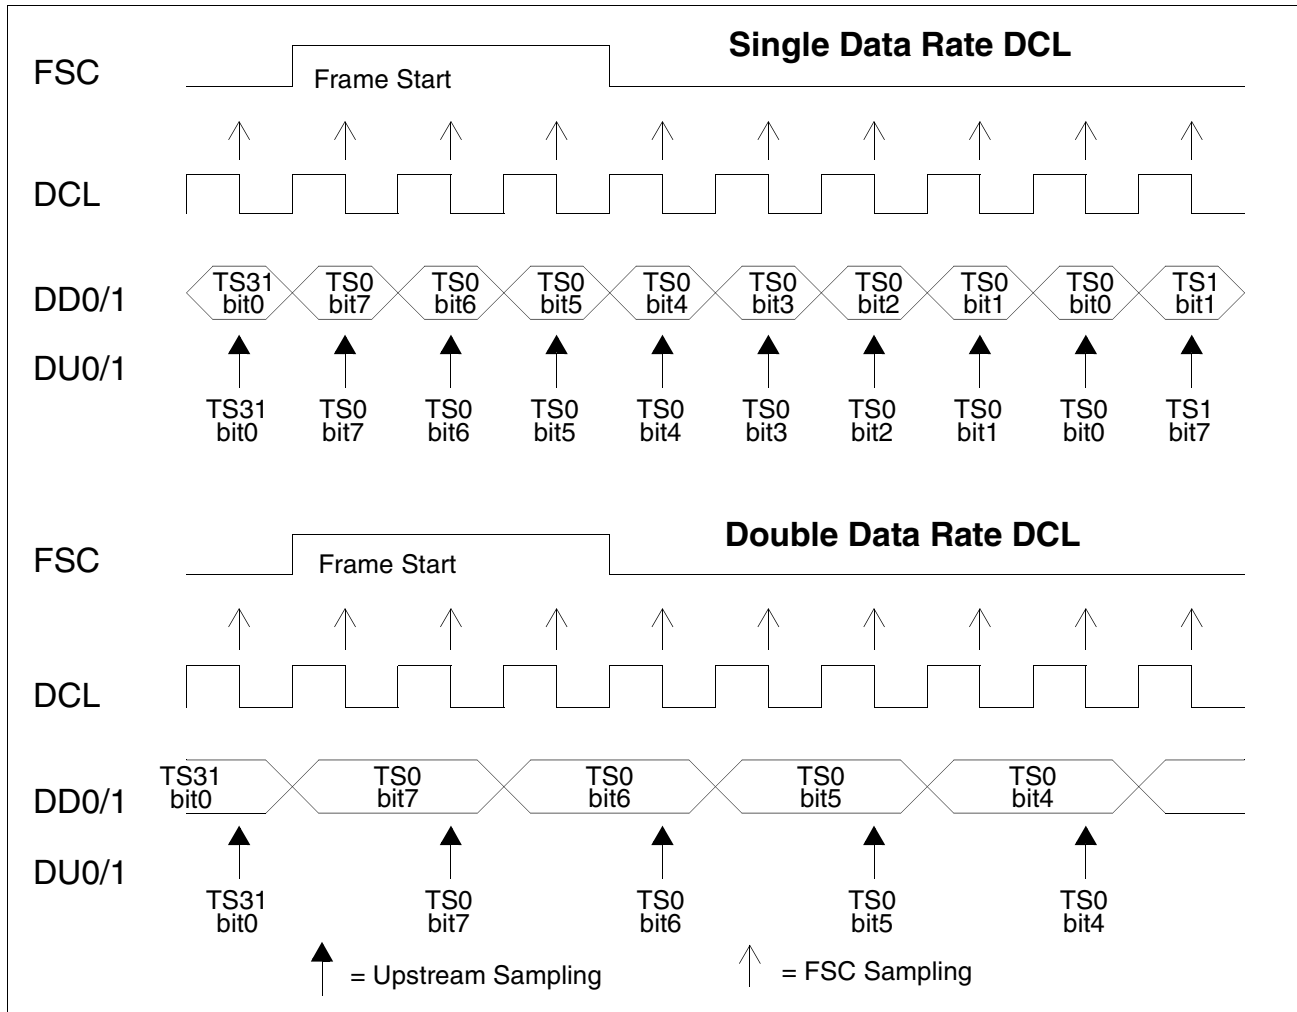 Single Data Rate DCL
FSC
Frame Start
DCL
TS31 TS0 TS0 TS0 TS0 TS0 TS0 TS0 TS0 TS1
DD0/1
bit0 bit7 bit6 bit5 bit4 bit3 bit2 bit1 bit0 bit1
DU0/1
TS31 TS0 TS0 TS0 TS0 TS0 TS0 TS0 TS0 TS1
bit0 bit7 bit6 bit5 bit4 bit3 bit2 bit1 bit0 bit7
Double Data Rate DCL
FSC
Frame Start
DCL
TS31 TS0 TS0 TS0 TS0
DD0/1
bit0 bit7 bit6 bit5 bit4
DU0/1
TS31 TS0 TS0 TS0 TS0
bit0 bit7 bit6 bit5 bit4
= Upstream Sampling
= FSC Sampling